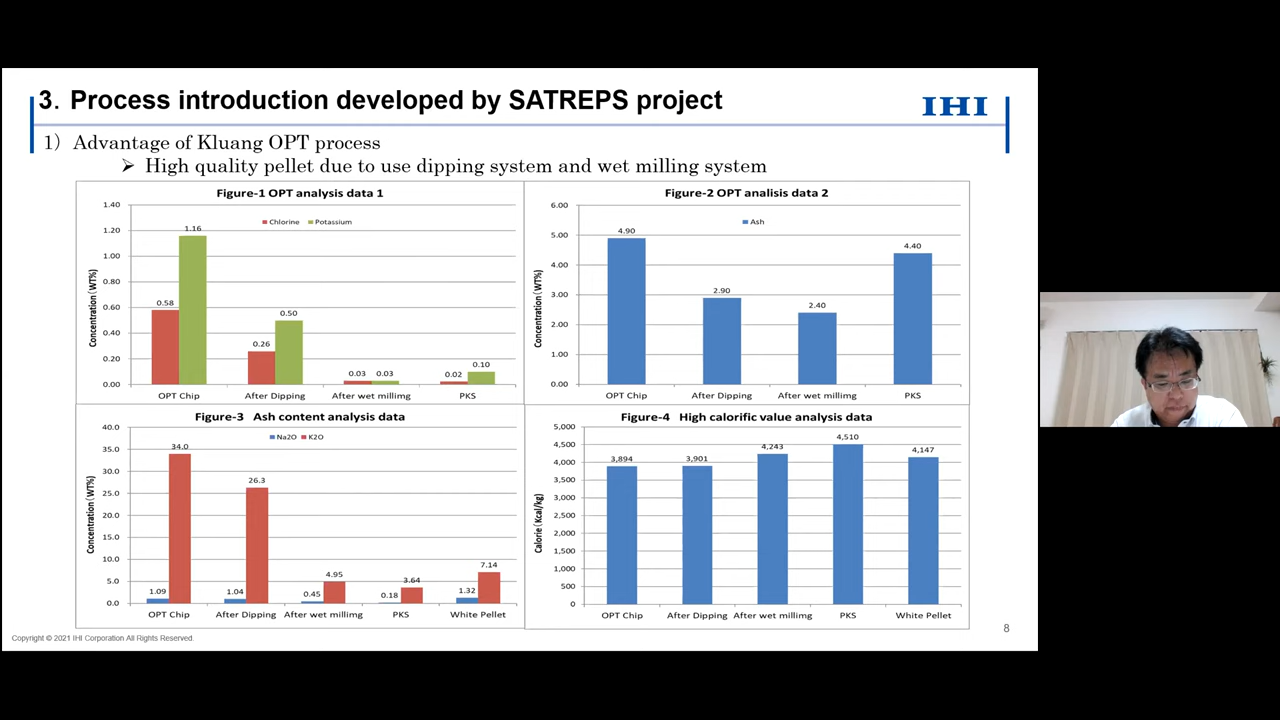 3. Process introduction developed by SATREPS project
IHI
1) Advantage of Kluang OPT process
➢ High quality pellet due to use dipping system and wet milling system
Figure-1 OPT analysis data 1
Chlorine Potassium
Concentration(WT%)
1.40
1.20
1.00
0.80
0.60
0.40
0.20
0.00
0.58 1.16
0.26 0.50
0.03 0.03
0.02 0.10
OPT Chip After Dipping After wet millimg PKS
Figure-2 OPT analisis data 2
Ash
Concentration(WT%)
6.00
5.00
4.00
3.00
2.00
1.00
0.00
4.90 2.90 2.40 4.40
OPT Chip After Dipping After wet millimg PKS
Figure-3 Ash content analysis data
Na2O K2O
Concentration(WT%)
40.0
35.0
30.0
25.0
20.0
15.0
10.0
5.0
0.0
1.09 34.0
1.04 26.3
0.45 4.95
0.18 3.64
1.32 7.14
OPT Chip After Dipping After wet millimg PKS White Pellet
Figure-4 High calorific value analysis data
Calorie(Kcal/kg)
5,000
4,500
4,000
3,500
3,000
2,500
2,000
1,500
1,000
500
0
3,894 3,901 4,243 4,510 4,147
OPT Chip After Dipping After wet millimg PKS White Pellet
Copyright © 2021 IHI Corporation All Rights Reserved.
8